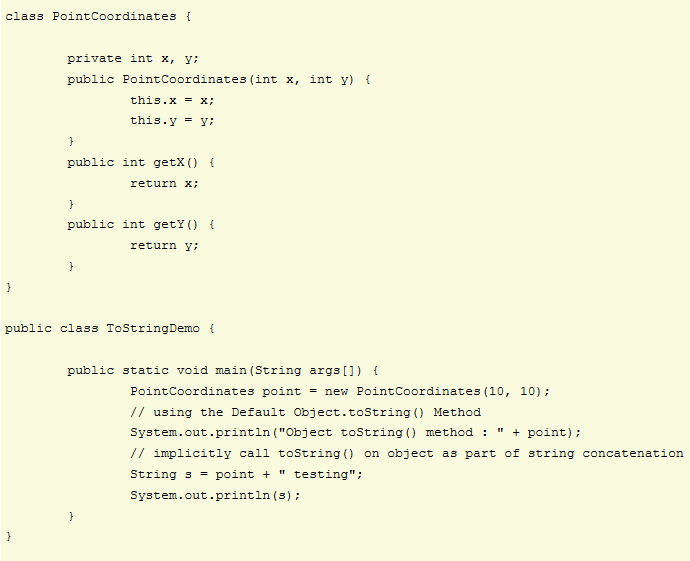 class PointCoordinates {
private int x, y;
public PointCoordinates(int x, int y) {
this.x = x;
this.y = y;
}
public int getX() {
return x;
}
public int getY() {
return y;
}
}
public class ToStringDemo {
public static void main(String args[]) {
PointCoordinates point = new PointCoordinates(10, 10);
// using the Default Object.toString() Method
System.out.println("Object toString() method : " + point);
// implicitly call toString() on object as part of string concatenation
String s = point + " testing";
System.out.println(s);
}
}